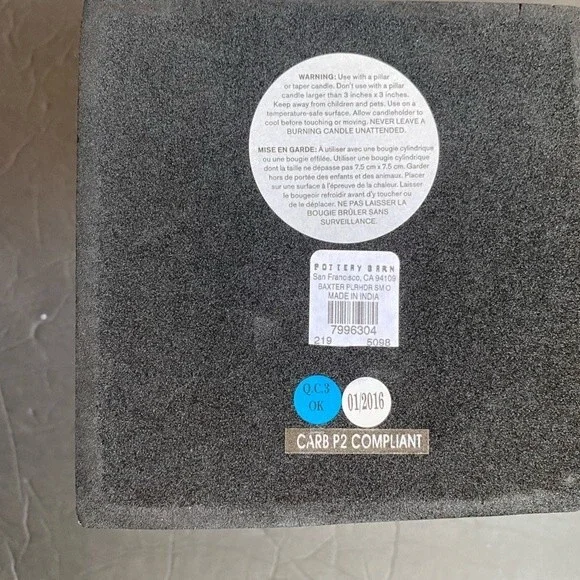 WARNING: Use with a pillar
or taper candle. Don't use with a pillar
candle larger than 3 inches x 3 inches.
Keep away from children and pets. Use on a
temperature-safe surface. Allow candleholder to
cool before touching or moving. NEVER LEAVE A
BURNING CANDLE UNATTENDED.
MISE EN GARDE: À utiliser avec une bougie cylindrique
ou une bougie effilée. Utiliser une bougie cylindrique
dont la taille ne dépasse pas 7.5 cm x 7.5 cm. Garder
hors de portée des enfants et des animaux. Placer
sur une surface à l'épreuve de la chaleur. Laisser
le bougeoir refroidir avant d'y toucher ou
de le déplacer. NE PAS LAISSER LA
BOUGIE BRÛLER SANS
SURVEILLANCE.
POTTERY BARN
San Francisco, CA 94109
BAXTER PLRHDR SM O
MADE IN INDIA
7996304
219 5098
Q.C.3
OK
01/2016
CARB P2 COMPLIANT